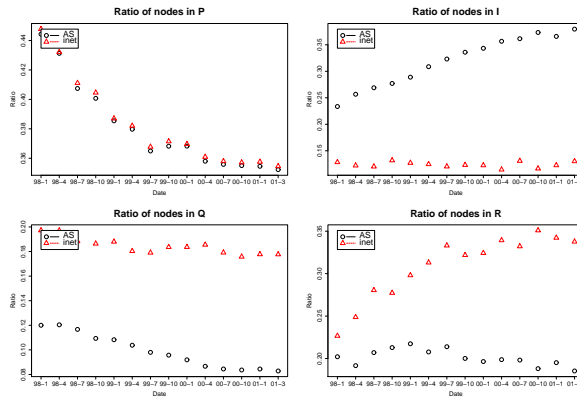 Ratio of nodes in P
AS
inet
Ratio
0.36 0.38 0.40 0.42 0.44
98−1 98−4 98−7 98−10 99−1 99−4 99−7 99−10 00−1 00−4 00−7 00−10 01−1 01−3
Date
Ratio of nodes in I
AS
inet
Ratio
0.15 0.20 0.25 0.30 0.35
98−1 98−4 98−7 98−10 99−1 99−4 99−7 99−10 00−1 00−4 00−7 00−10 01−1 01−3
Date
Ratio of nodes in Q
AS
inet
Ratio
0.08 0.10 0.12 0.14 0.16 0.18 0.20
98−1 98−4 98−7 98−10 99−1 99−4 99−7 99−10 00−1 00−4 00−7 00−10 01−1 01−3
Date
Ratio of nodes in R
AS
inet
Ratio
0.20 0.25 0.30 0.35
98−1 98−4 98−7 98−10 99−1 99−4 99−7 99−10 00−1 00−4 00−7 00−10 01−1 01−3
Date